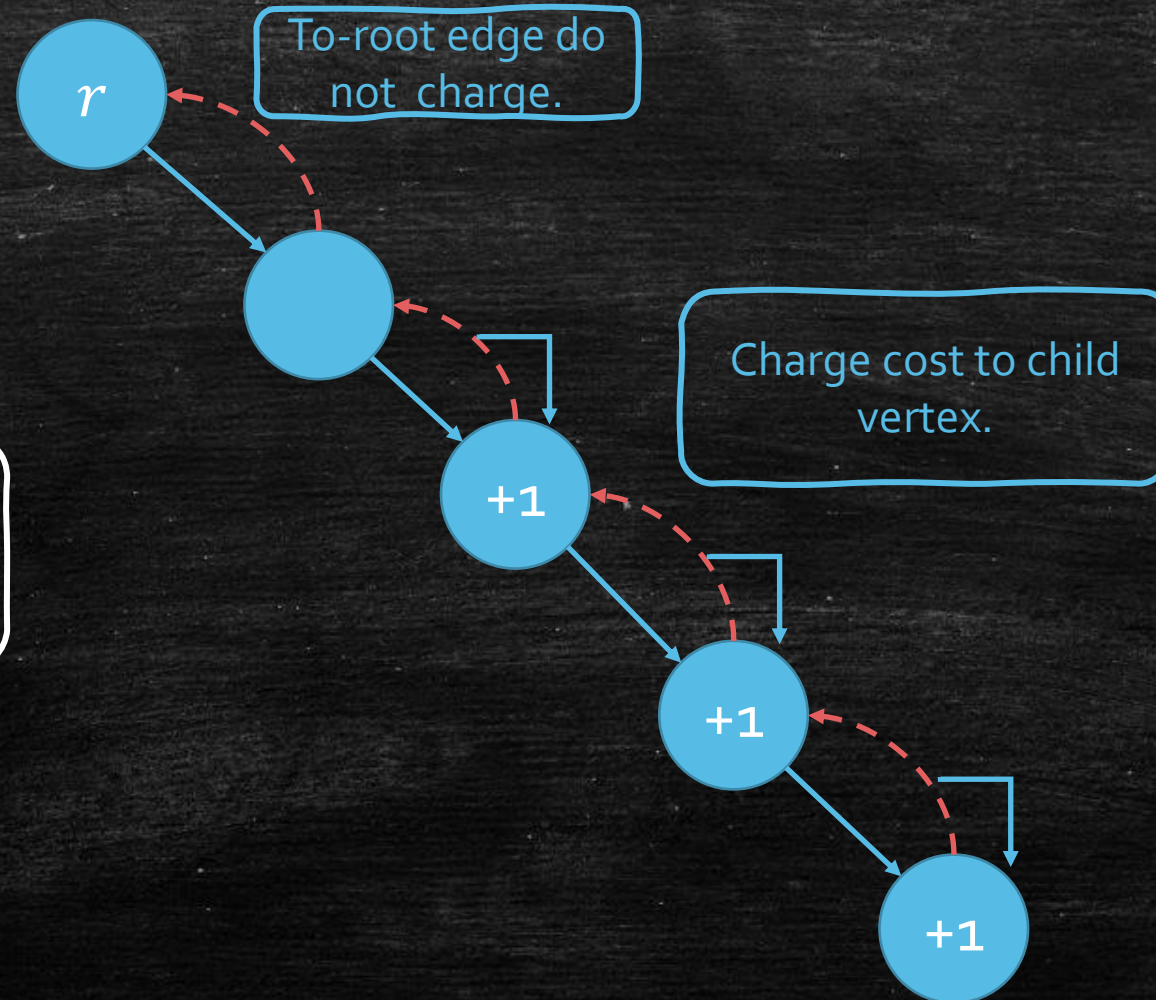 r
To-root edge do
not charge.
Charge cost to child
vertex.
+1
+1
+1